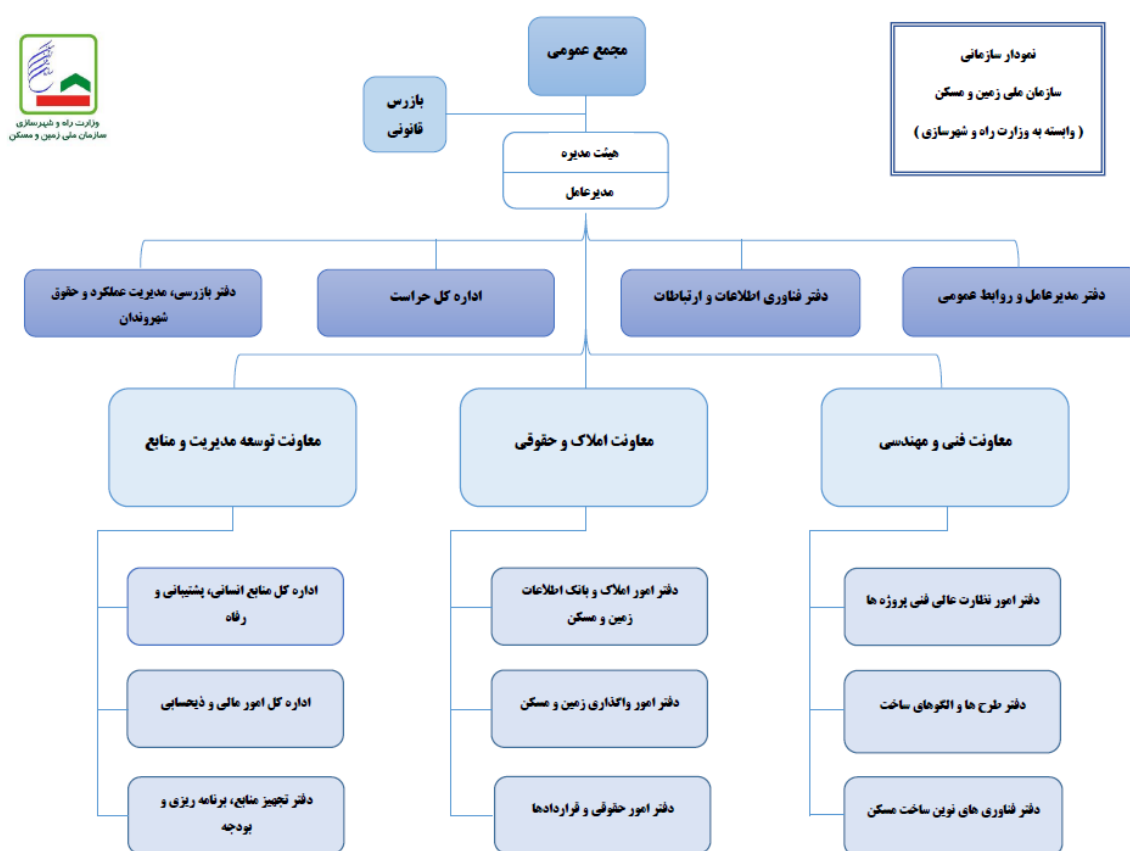 نمودار سازمانی
سازمان ملی زمین و مسکن
( وابسته به وزارت راه و شهرسازی )
مجمع عمومی
بازرس
قانونی
وزارت راه و شهرسازی
سازمان ملی زمین و مسکن
هیئت مدیره
مدیرعامل
دفتر مدیرعامل و روابط عمومی
دفتر فناوری اطلاعات و ارتباطات
اداره کل حراست
دفتر بازرسی، مدیریت عملکرد و حقوق
شهروندان
معاونت فنی و مهندسی
معاونت املاک و حقوقی
معاونت توسعه مدیریت و منابع
دفتر امور نظارت عالی فنی پروژه ها
دفتر طرح ها و الگوهای ساخت
دفتر فناوری های نوین ساخت مسکن
دفتر امور املاک و بانک اطلاعات
زمین و مسکن
دفتر امور واگذاری زمین و مسکن
دفتر امور حقوقی و قراردادها
اداره کل منابع انسانی، پشتیبانی و
رفاه
اداره کل امور مالی و ذیحسابی
دفتر تجهیز منابع، برنامه ریزی و
بودجه